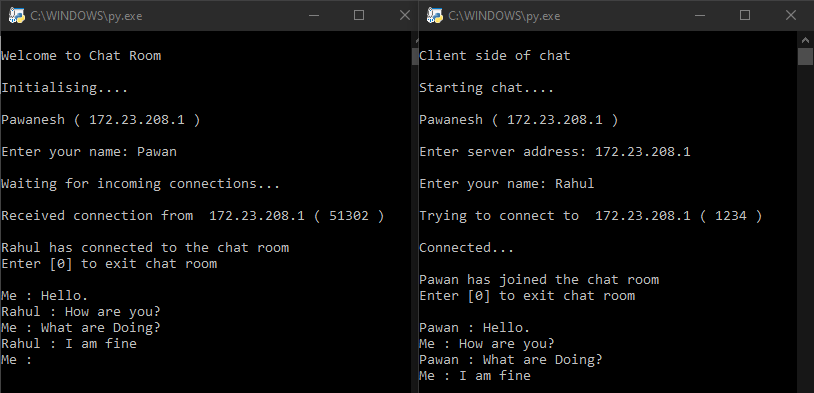 C:\WINDOWS\py.exe
Welcome to Chat Room
Initialising....
Pawanesh ( 172.23.208.1 )
Enter your name: Pawan
Waiting for incoming connections...
Received connection from  172.23.208.1 ( 51302 )
Rahul has connected to the chat room
Enter [0] to exit chat room
Me : Hello.
Rahul : How are you?
Me : What are Doing?
Rahul : I am fine
Me :
C:\WINDOWS\py.exe
Client side of chat
Starting chat....
Pawanesh ( 172.23.208.1 )
Enter server address: 172.23.208.1
Enter your name: Rahul
Trying to connect to  172.23.208.1 ( 1234 )
Connected...
Pawan has joined the chat room
Enter [0] to exit chat room
Pawan : Hello.
Me : How are you?
Pawan : What are Doing?
Me : I am fine